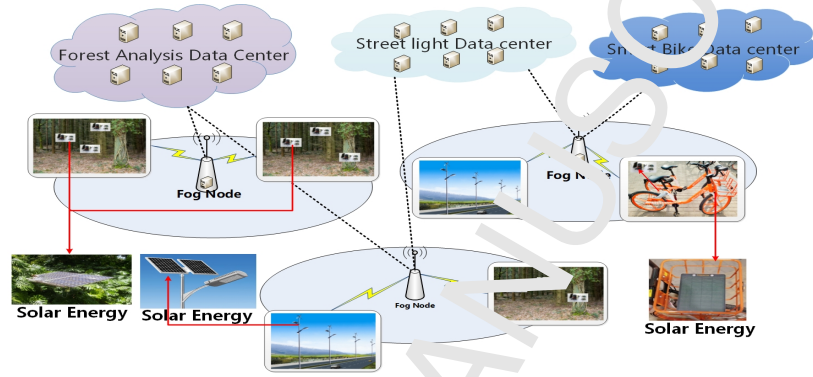 Forest Analysis Data Center
Street light Data center
Smart Bike Data center
Fog Node
Fog Node
Fog Node
Solar Energy
Solar Energy
Solar Energy